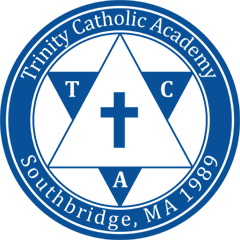 Trinity Catholic Academy
T C
A
Southbridge, MA 1989